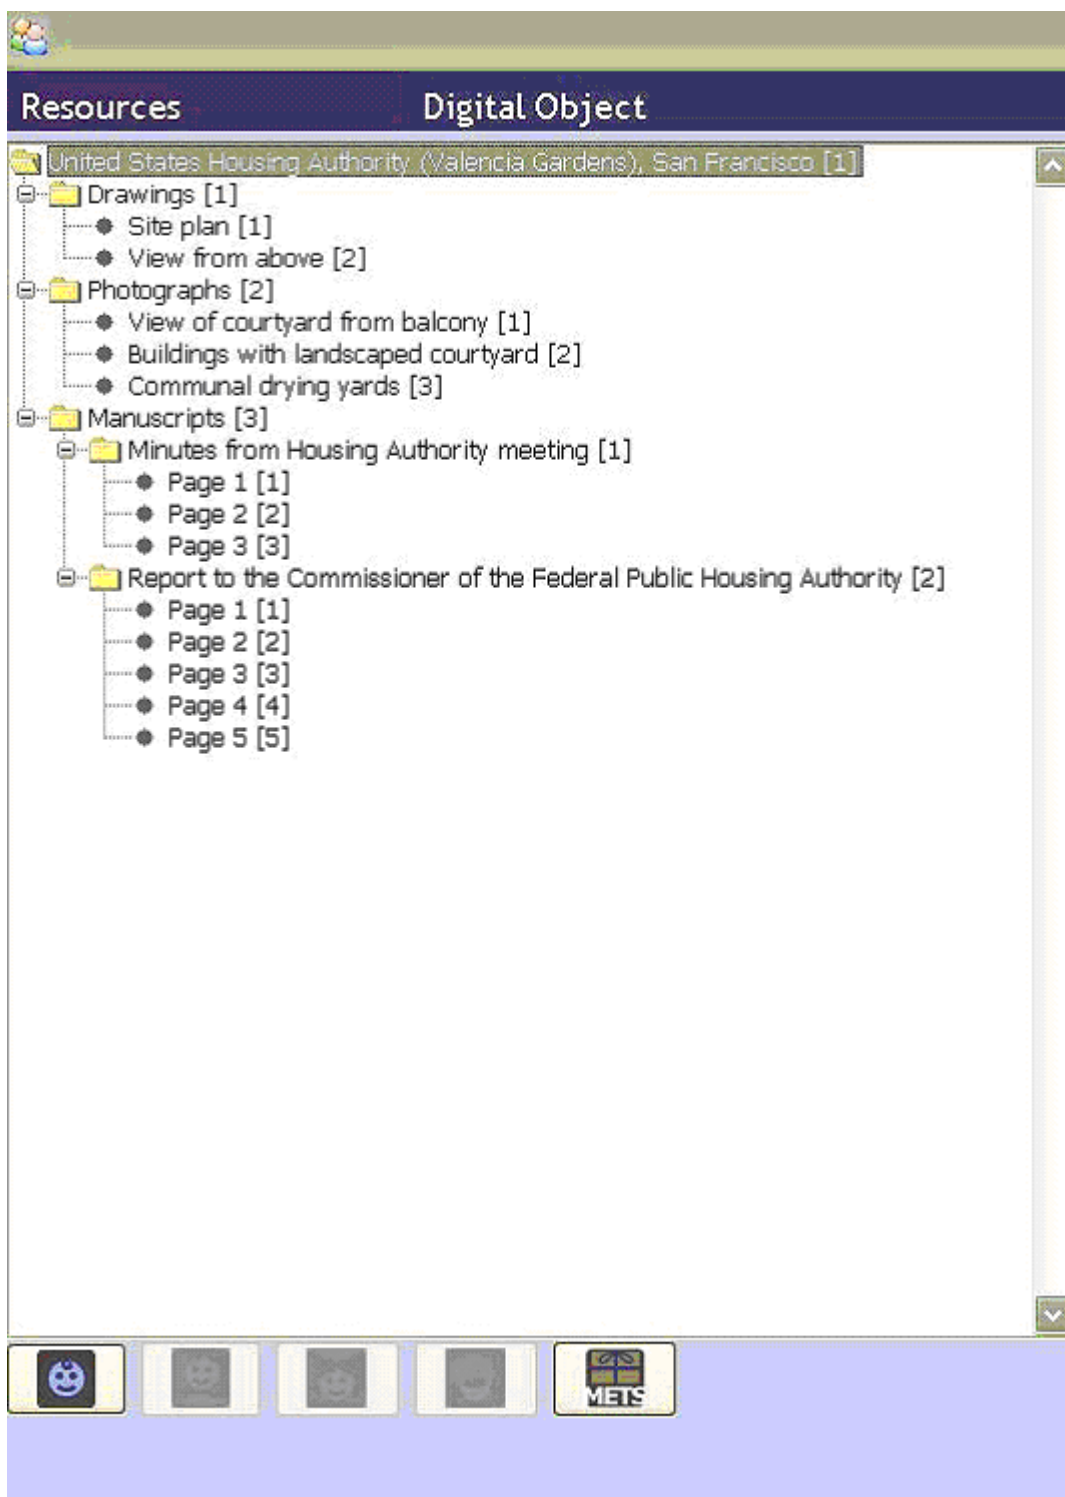 Resources Digital Object
United States Housing Authority (Valencia Gardens), San Francisco [1]
Drawings [1]
Site plan [1]
View from above [2]
Photographs [2]
View of courtyard from balcony [1]
Buildings with landscaped courtyard [2]
Communal drying yards [3]
Manuscripts [3]
Minutes from Housing Authority meeting [1]
Page 1 [1]
Page 2 [2]
Page 3 [3]
Report to the Commissioner of the Federal Public Housing Authority [2]
Page 1 [1]
Page 2 [2]
Page 3 [3]
Page 4 [4]
Page 5 [5]
METS